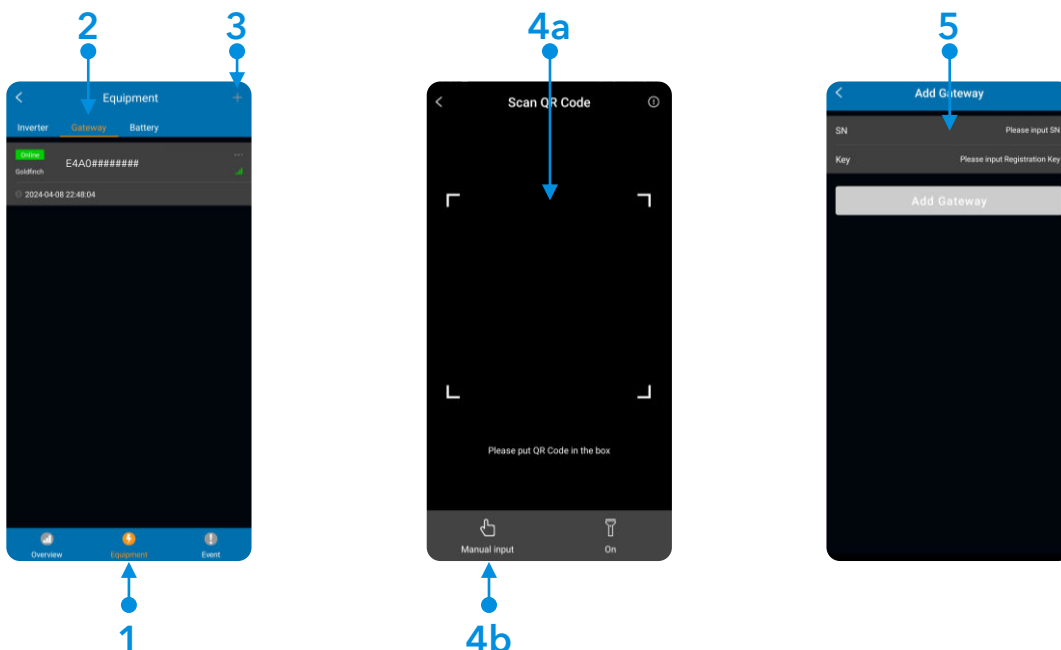 2
3
4a
5
Equipment
+
Inverter
Gateway
Battery
Online
E4A0########
Goldfinch
2024-04-08 22:48:04
Overview
Equipment
Event
1
Scan QR Code
Please put QR Code in the box
Manual input
On
4b
Add Gateway
SN
Please input SN
Key
Please input Registration Key
Add Gateway